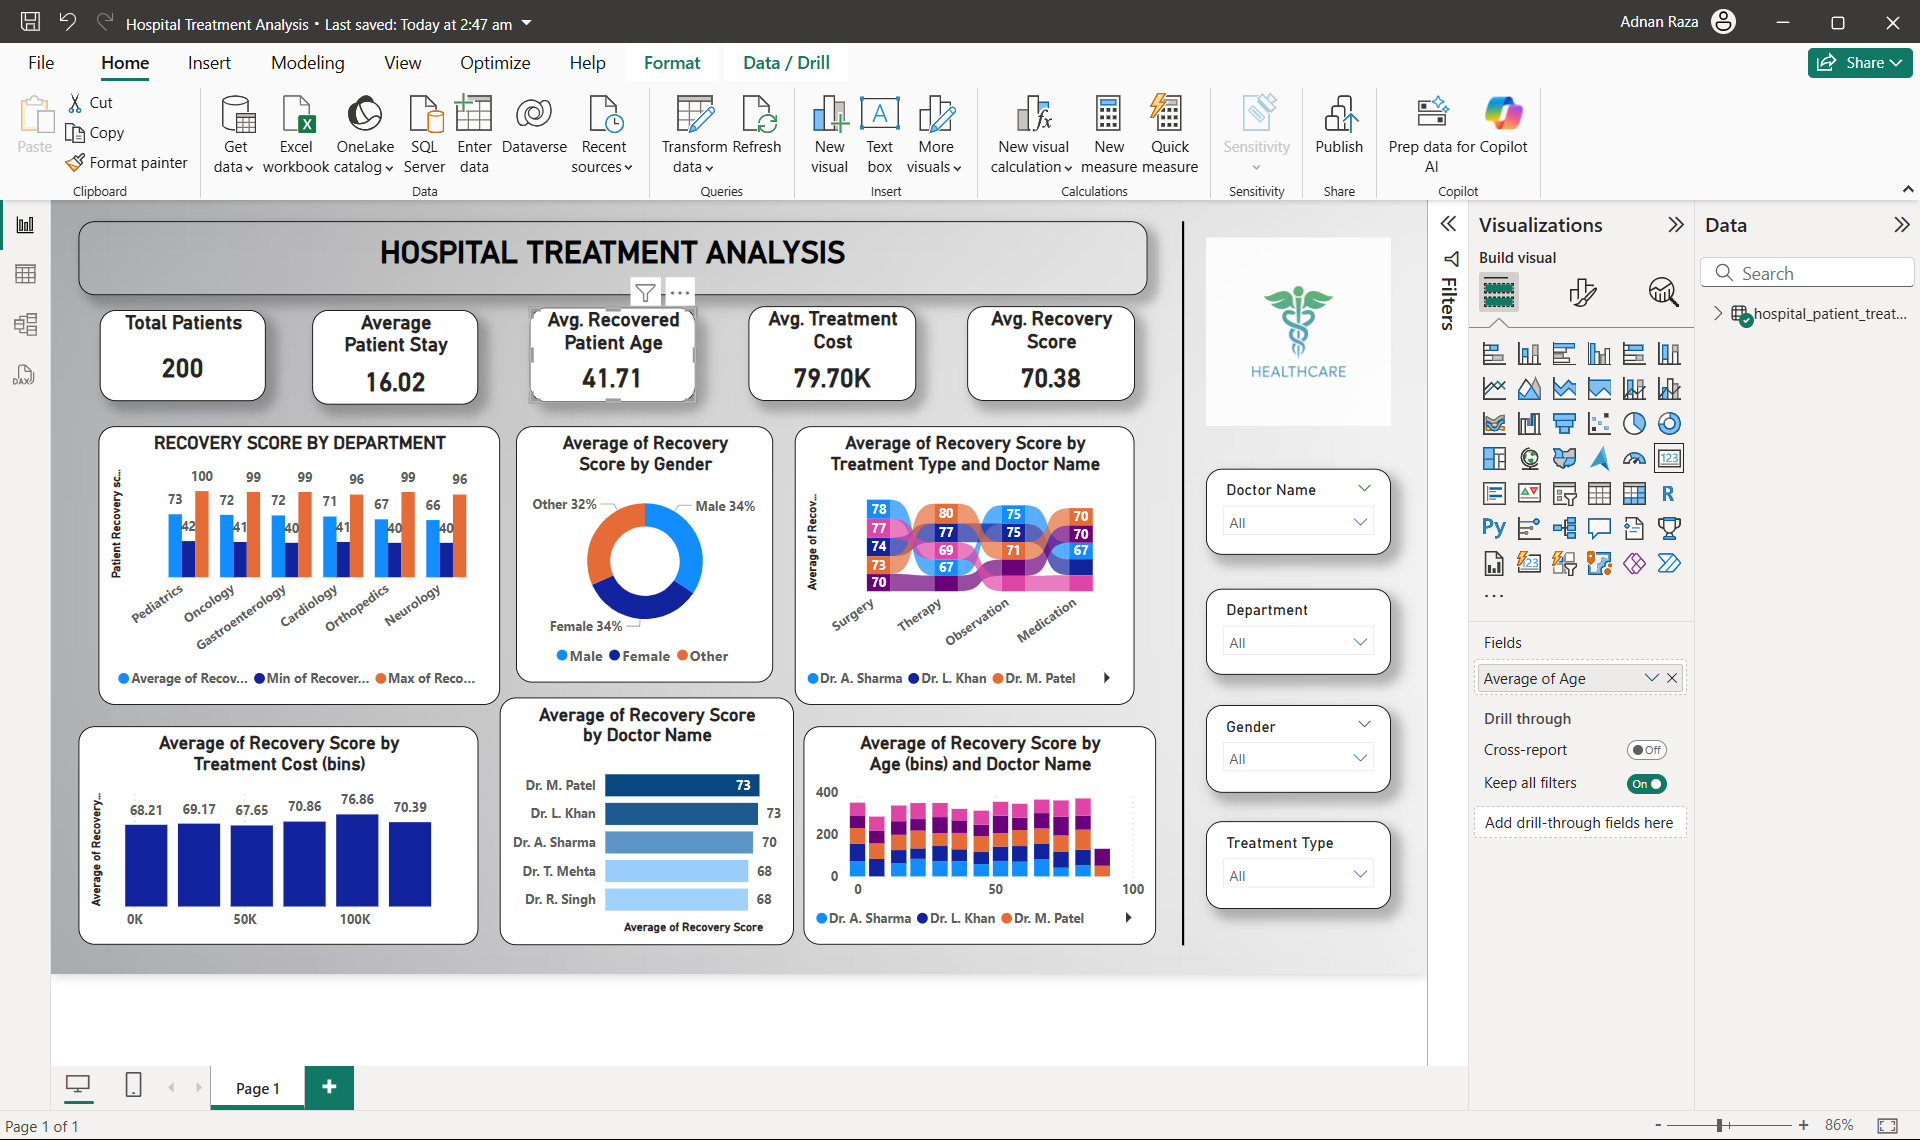 Hospital Treatment Analysis • Last saved: Today at 2:47 am
Adnan Raza
File Home Insert Modeling View Optimize Help Format Data / Drill
Share
Paste
Cut
Copy
Format painter
Clipboard
Get data
Excel workbook
OneLake catalog
SQL Server
Enter data
Dataverse
Recent sources
Data
Transform data
Refresh
Queries
New visual
Text box
More visuals
Insert
New visual calculation
New measure
Quick measure
Calculations
Sensitivity
Sensitivity
Publish
Share
Prep data for AI
Copilot
Copilot
DAX
HOSPITAL TREATMENT ANALYSIS
Total Patients
200
Average
Patient Stay
16.02
Avg. Recovered
Patient Age
41.71
Avg. Treatment
Cost
79.70K
Avg. Recovery
Score
70.38
RECOVERY SCORE BY DEPARTMENT
Patient Recovery sc...
73 42 100
72 41 99
72 40 99
71 41 96
67 40 99
66 40 96
Pediatrics
Oncology
Gastroenterology
Cardiology
Orthopedics
Neurology
Average of Recov... Min of Recover... Max of Reco...
Average of Recovery
Score by Gender
Other 32%
Male 34%
Female 34%
Male Female Other
Average of Recovery Score by
Treatment Type and Doctor Name
Average of Recov...
78 77 74 73 70
80 77 69 67
75 75 71
70 70 67
Surgery
Therapy
Observation
Medication
Dr. A. Sharma Dr. L. Khan Dr. M. Patel
Average of Recovery Score by
Treatment Cost (bins)
Average of Recovery...
68.21 69.17 67.65 70.86 76.86 70.39
0K 50K 100K
Average of Recovery Score
by Doctor Name
Dr. M. Patel 73
Dr. L. Khan 73
Dr. A. Sharma 70
Dr. T. Mehta 68
Dr. R. Singh 68
Average of Recovery Score
Average of Recovery Score by
Age (bins) and Doctor Name
400
200
0
0 50 100
Dr. A. Sharma Dr. L. Khan Dr. M. Patel
HEALTHCARE
Doctor Name
All
Department
All
Gender
All
Treatment Type
All
Filters
Visualizations
Build visual
123
R
Py
123
...
Fields
Average of Age
Drill through
Cross-report
Off
Keep all filters
On
Add drill-through fields here
Data
Search
hospital_patient_treat...
Page 1
+
Page 1 of 1
- + 86%